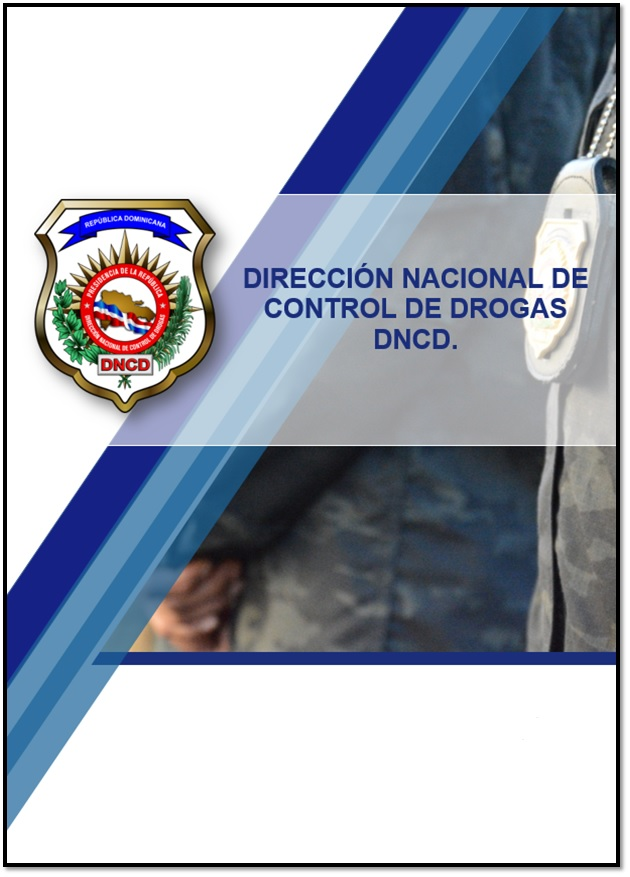 REPÚBLICA DOMINICANA
PRESIDENCIA DE LA REPÚBLICA
DIRECCIÓN NACIONAL DE CONTROL DE DROGAS
DNCD
DIRECCIÓN NACIONAL DE
CONTROL DE DROGAS
DNCD.